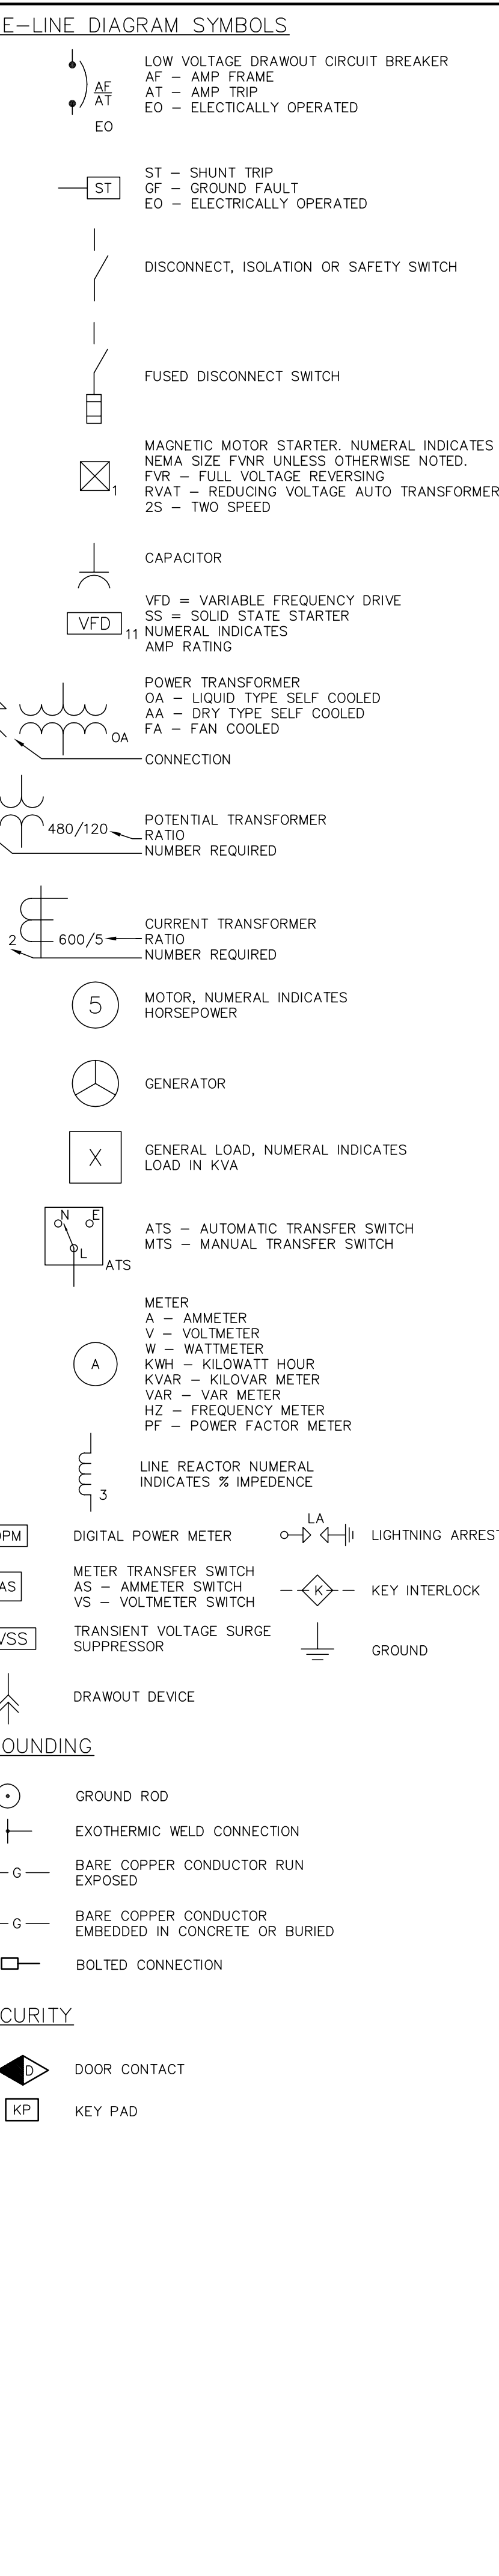 E-LINE DIAGRAM SYMBOLS
AF
AT
EO
LOW VOLTAGE DRAWOUT CIRCUIT BREAKER
AF - AMP FRAME
AT - AMP TRIP
EO - ELECTICALLY OPERATED
ST
ST - SHUNT TRIP
GF - GROUND FAULT
EO - ELECTRICALLY OPERATED
DISCONNECT, ISOLATION OR SAFETY SWITCH
FUSED DISCONNECT SWITCH
1
MAGNETIC MOTOR STARTER. NUMERAL INDICATES
NEMA SIZE FVNR UNLESS OTHERWISE NOTED.
FVR - FULL VOLTAGE REVERSING
RVAT - REDUCING VOLTAGE AUTO TRANSFORMER
2S - TWO SPEED
CAPACITOR
VFD
11
VFD = VARIABLE FREQUENCY DRIVE
SS = SOLID STATE STARTER
NUMERAL INDICATES
AMP RATING
OA
POWER TRANSFORMER
OA - LIQUID TYPE SELF COOLED
AA - DRY TYPE SELF COOLED
FA - FAN COOLED
CONNECTION
480/120
POTENTIAL TRANSFORMER
RATIO
NUMBER REQUIRED
2
600/5
CURRENT TRANSFORMER
RATIO
NUMBER REQUIRED
5
MOTOR, NUMERAL INDICATES
HORSEPOWER
GENERATOR
X
GENERAL LOAD, NUMERAL INDICATES
LOAD IN KVA
N E
L
ATS
ATS - AUTOMATIC TRANSFER SWITCH
MTS - MANUAL TRANSFER SWITCH
A
METER
A - AMMETER
V - VOLTMETER
W - WATTMETER
KWH - KILOWATT HOUR
KVAR - KILOVAR METER
VAR - VAR METER
HZ - FREQUENCY METER
PF - POWER FACTOR METER
3
LINE REACTOR NUMERAL
INDICATES % IMPEDENCE
PM
DIGITAL POWER METER
LA
LIGHTNING ARREST
AS
METER TRANSFER SWITCH
AS - AMMETER SWITCH
VS - VOLTMETER SWITCH
K
KEY INTERLOCK
VSS
TRANSIENT VOLTAGE SURGE
SUPPRESSOR
GROUND
DRAWOUT DEVICE
OUNDING
GROUND ROD
EXOTHERMIC WELD CONNECTION
G
BARE COPPER CONDUCTOR RUN
EXPOSED
G
BARE COPPER CONDUCTOR
EMBEDDED IN CONCRETE OR BURIED
BOLTED CONNECTION
CURITY
D
DOOR CONTACT
KP
KEY PAD